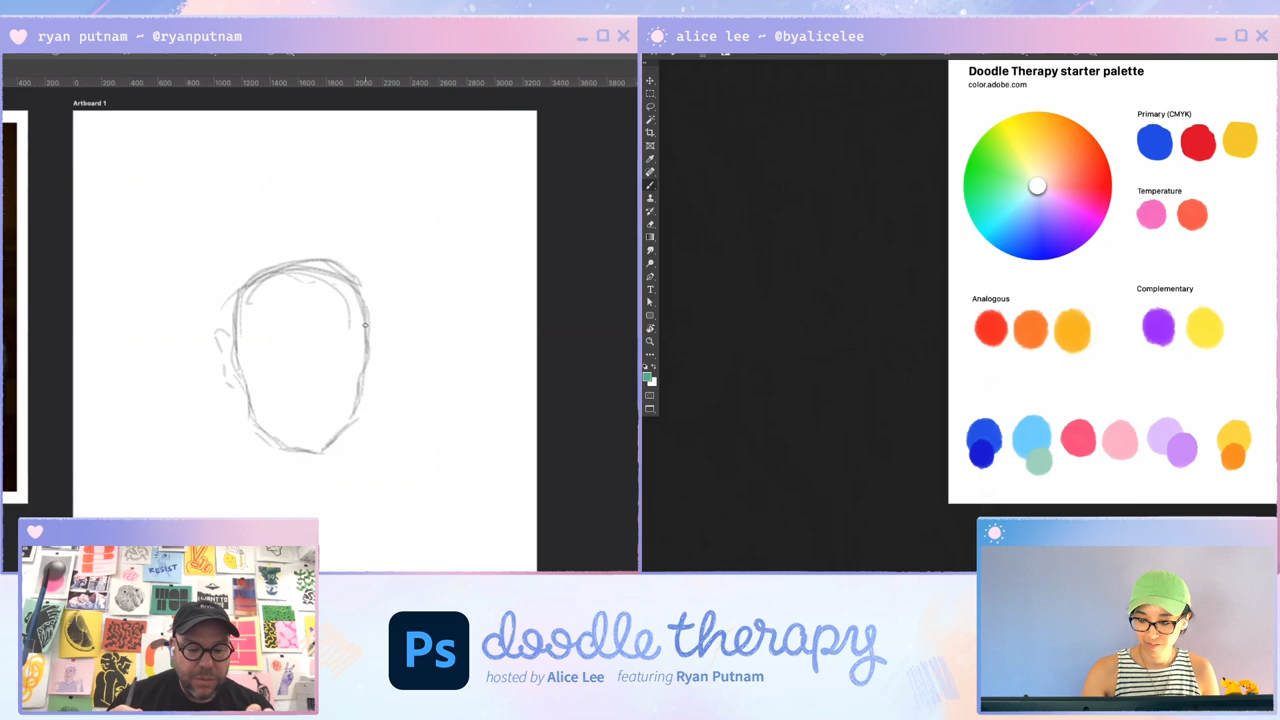 ryan putnam ~ @ryanputnam
alice lee ~ @byalicelee
400 200 0 200 400 600 800 1000 1200 1400 1600 1800 2000 2200 2400 2600 2800 3000 3200 3400 3600 3800
Artboard 1
Doodle Therapy starter palette
color.adobe.com
Primary (CMYK)
Temperature
Analogous
Complementary
RESIST
Ps
doodle therapy
hosted by Alice Lee featuring Ryan Putnam